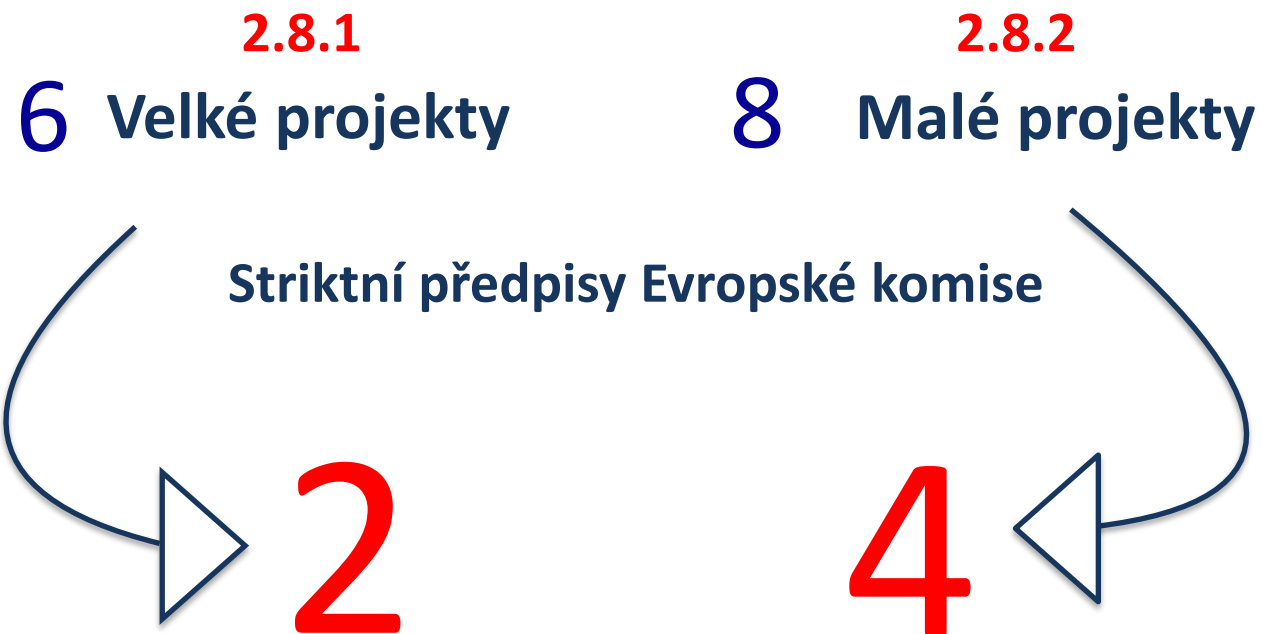 2.8.1 2.8.2
6 Velké projekty 8 Malé projekty
Striktní předpisy Evropské komise
2 4